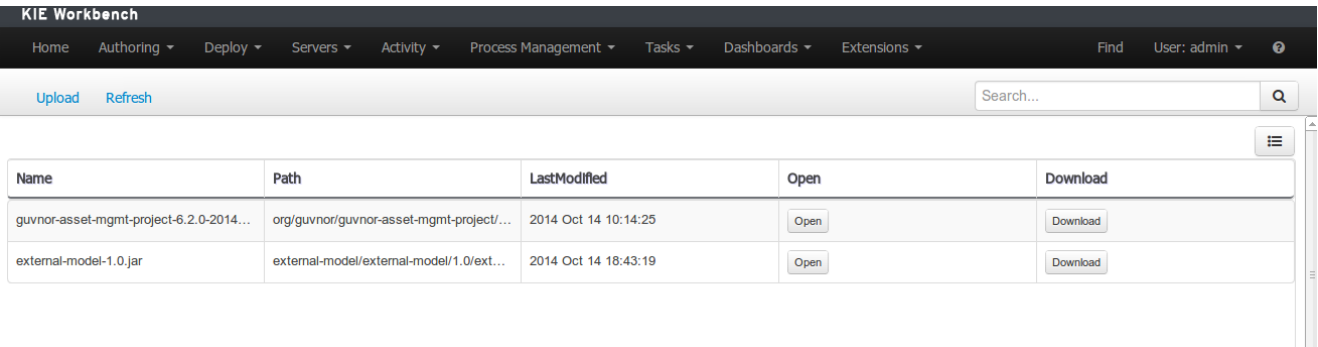 KIE Workbench
Home Authoring Deploy Servers Activity Process Management Tasks Dashboards Extensions Find User: admin
Upload Refresh Search...
Name Path LastModified Open Download
guvnor-asset-mgmt-project-6.2.0-2014... org/guvnor/guvnor-asset-mgmt-project/... 2014 Oct 14 10:14:25 Open Download
external-model-1.0.jar external-model/external-model/1.0/ext... 2014 Oct 14 18:43:19 Open Download